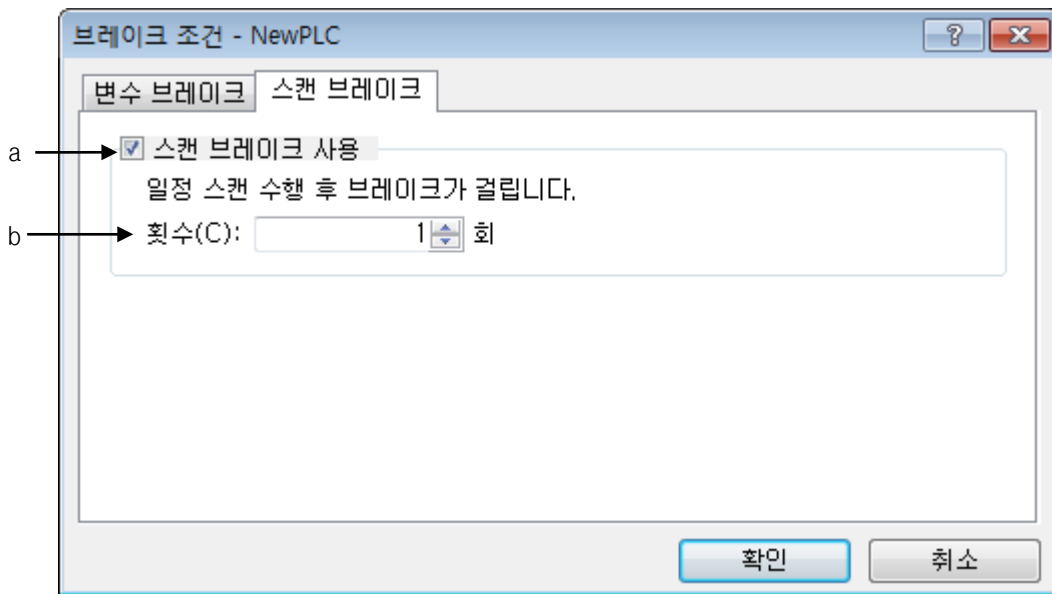 브레이크 조건 - NewPLC
변수 브레이크 스캔 브레이크
a 스캔 브레이크 사용
일정 스캔 수행 후 브레이크가 걸립니다.
b 횟수(C): 1 회
확인 취소